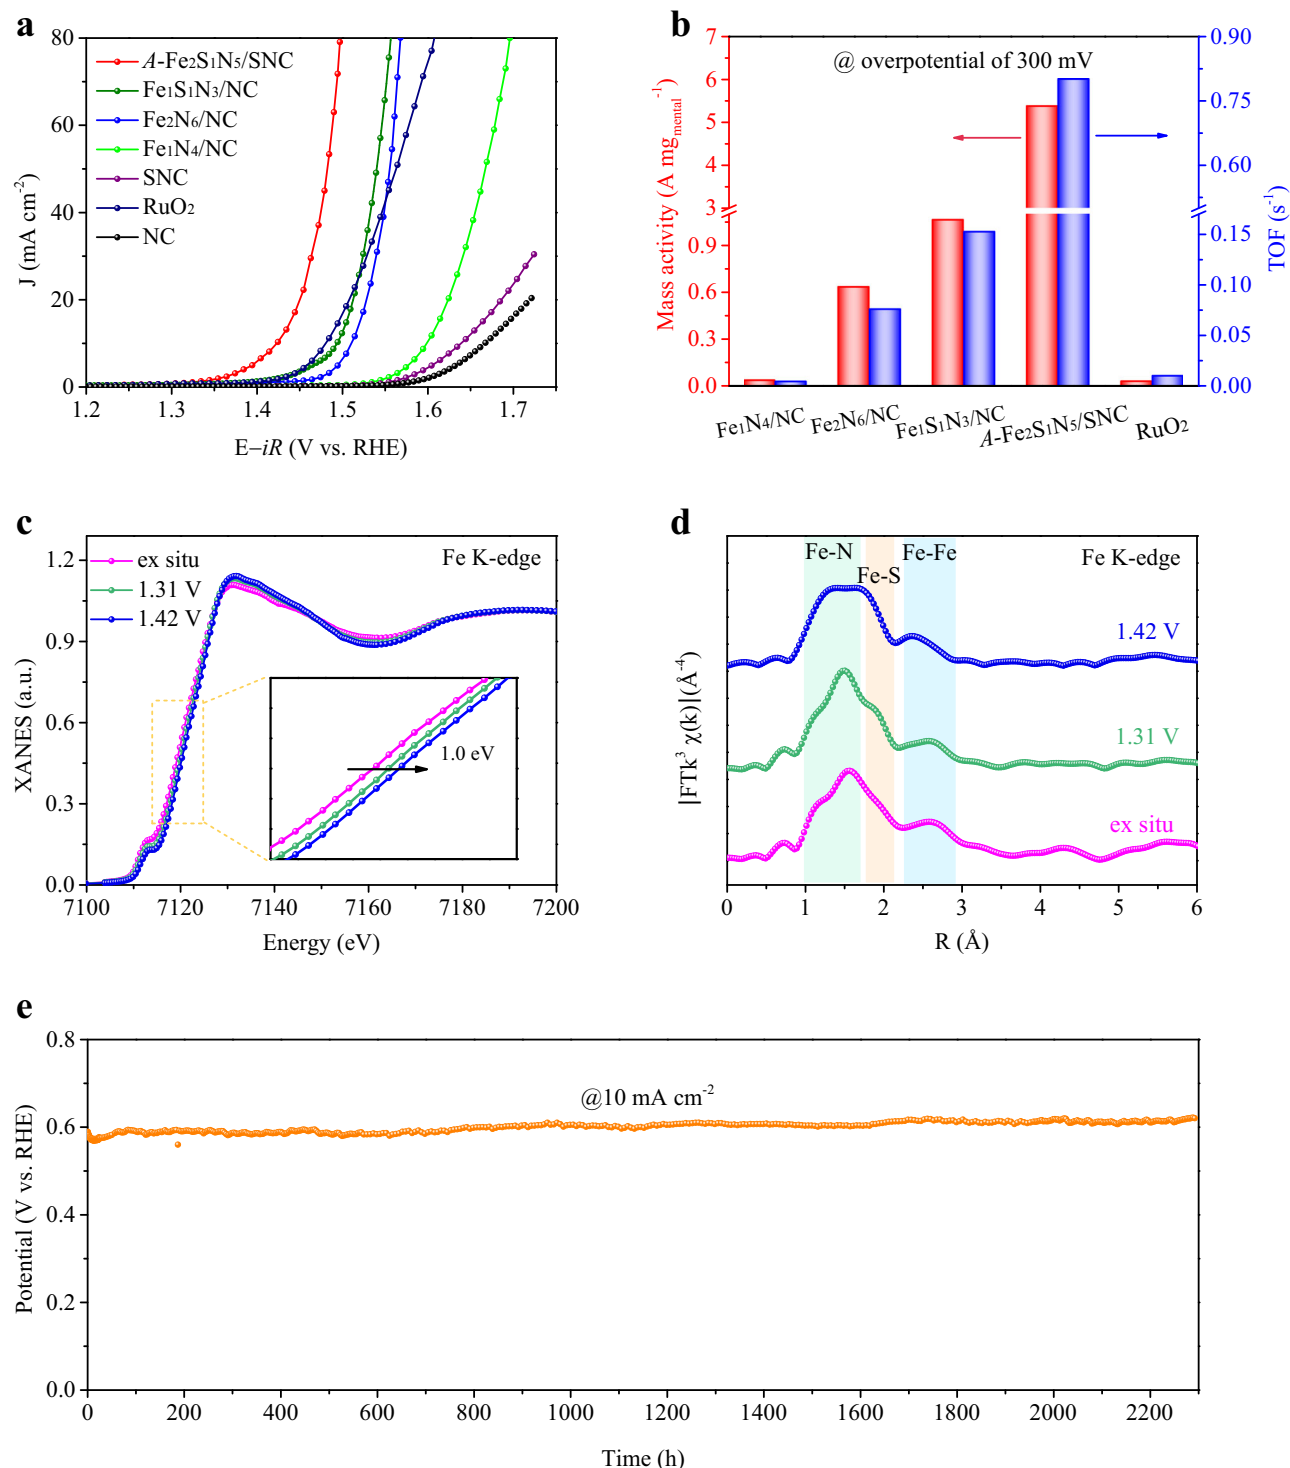 a
80
60
40
20
0
J (mA cm⁻²)
A-Fe₂S₁N₅/SNC
Fe₁S₁N₃/NC
Fe₂N₆/NC
Fe₁N₄/NC
SNC
RuO₂
NC
1.2 1.3 1.4 1.5 1.6 1.7
E−iR (V vs. RHE)
b
7
6
5
4
3
0.9
0.6
0.3
0.0
Mass activity (A mg_mental⁻¹)
@ overpotential of 300 mV
0.90
0.75
0.60
0.15
0.10
0.05
0.00
TOF (s⁻¹)
Fe₁N₄/NC Fe₂N₆/NC Fe₁S₁N₃/NC A-Fe₂S₁N₅/SNC RuO₂
c
1.2
0.9
0.6
0.3
0.0
XANES (a.u.)
ex situ
1.31 V
1.42 V
Fe K-edge
1.0 eV
7100 7120 7140 7160 7180 7200
Energy (eV)
d
Fe-N Fe-S Fe-Fe
Fe K-edge
1.42 V
1.31 V
ex situ
|FTk³ χ(k)|(Å⁻⁴)
0 1 2 3 4 5 6
R (Å)
e
0.8
0.6
0.4
0.2
0.0
Potential (V vs. RHE)
@10 mA cm⁻²
0 200 400 600 800 1000 1200 1400 1600 1800 2000 2200
Time (h)